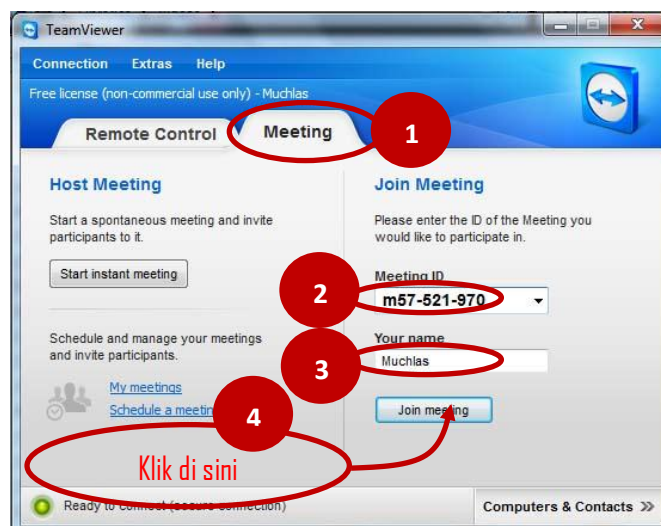 TeamViewer
Connection Extras Help
Free license (non-commercial use only) - Muchlas
Remote Control Meeting 1
Host Meeting
Start a spontaneous meeting and invite
participants to it.
Start instant meeting
Schedule and manage your meetings
and invite participants.
My meetings
Schedule a meetin
Join Meeting
Please enter the ID of the Meeting you
would like to participate in.
Meeting ID
2 m57-521-970
Your name
3 Muchlas
Join meeting
4
Klik di sini
Ready to connect (secure connection)
Computers & Contacts